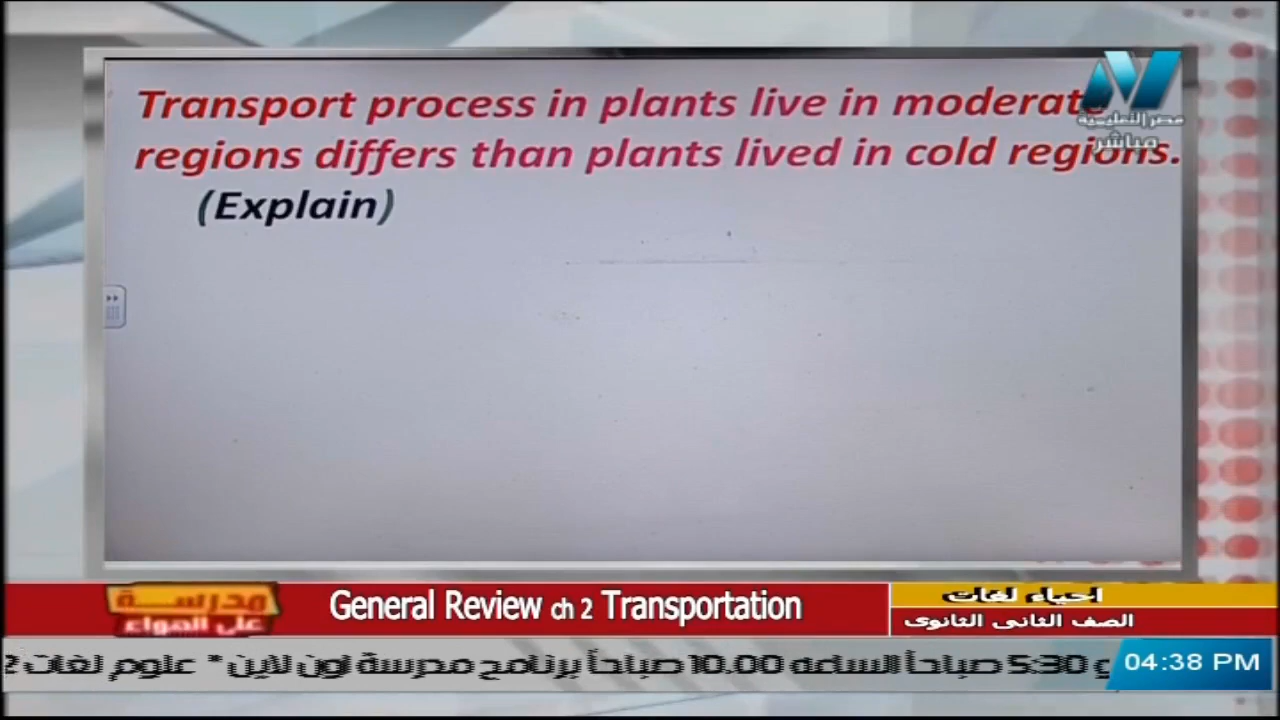 Transport process in plants live in moderate
regions differs than plants lived in cold regions.
(Explain)
مصر التعليمية
مباشر
مدرسة
على الهواء
General Review ch 2 Transportation
احياء لغات
الصف الثانى الثانوى
و 5:30 صباحاً الساعه 10.00 صباحاً برنامج مدرسة اون لاين * علوم لغات 2
04:38 PM